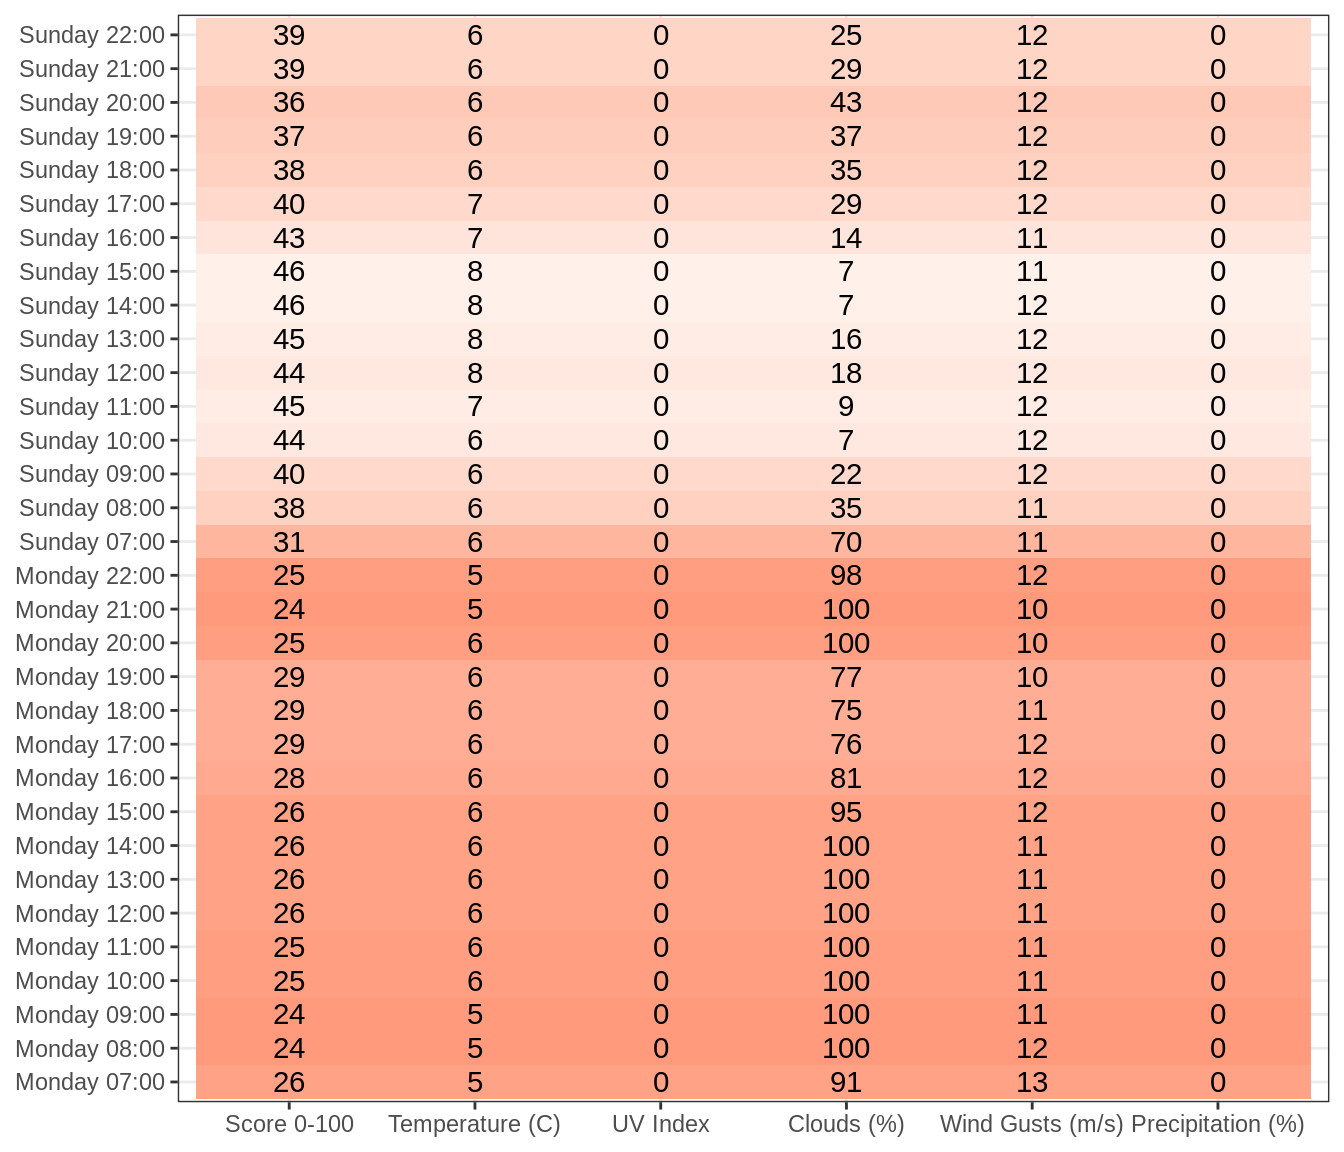 Sunday 22:00 39 6 0 25 12 0
Sunday 21:00 39 6 0 29 12 0
Sunday 20:00 36 6 0 43 12 0
Sunday 19:00 37 6 0 37 12 0
Sunday 18:00 38 6 0 35 12 0
Sunday 17:00 40 7 0 29 12 0
Sunday 16:00 43 7 0 14 11 0
Sunday 15:00 46 8 0 7 11 0
Sunday 14:00 46 8 0 7 12 0
Sunday 13:00 45 8 0 16 12 0
Sunday 12:00 44 8 0 18 12 0
Sunday 11:00 45 7 0 9 12 0
Sunday 10:00 44 6 0 7 12 0
Sunday 09:00 40 6 0 22 12 0
Sunday 08:00 38 6 0 35 11 0
Sunday 07:00 31 6 0 70 11 0
Monday 22:00 25 5 0 98 12 0
Monday 21:00 24 5 0 100 10 0
Monday 20:00 25 6 0 100 10 0
Monday 19:00 29 6 0 77 10 0
Monday 18:00 29 6 0 75 11 0
Monday 17:00 29 6 0 76 12 0
Monday 16:00 28 6 0 81 12 0
Monday 15:00 26 6 0 95 12 0
Monday 14:00 26 6 0 100 11 0
Monday 13:00 26 6 0 100 11 0
Monday 12:00 26 6 0 100 11 0
Monday 11:00 25 6 0 100 11 0
Monday 10:00 25 6 0 100 11 0
Monday 09:00 24 5 0 100 11 0
Monday 08:00 24 5 0 100 12 0
Monday 07:00 26 5 0 91 13 0
Score 0-100 Temperature (C) UV Index Clouds (%) Wind Gusts (m/s) Precipitation (%)